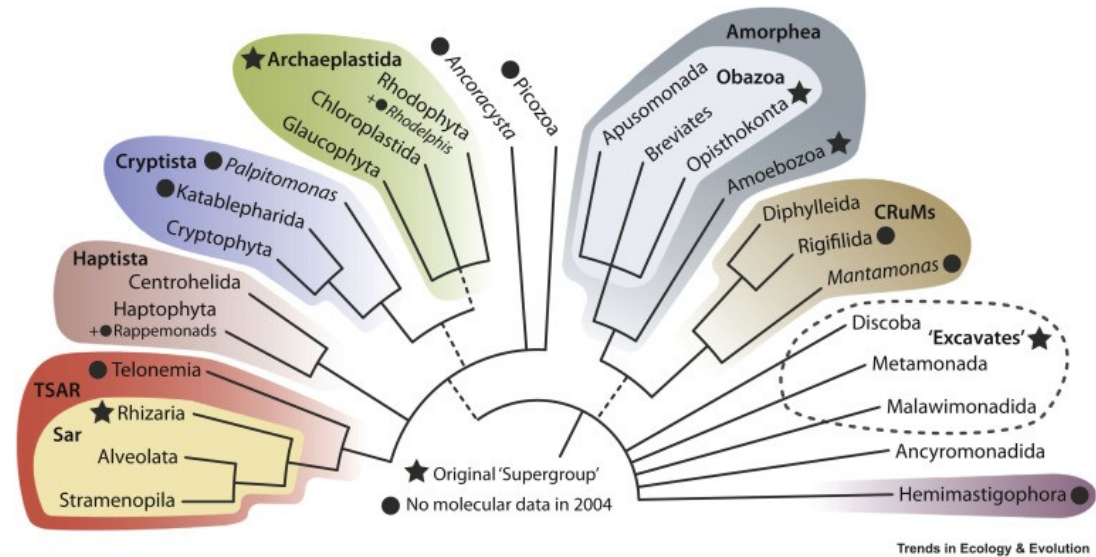 Archaeplastida
Rhodophyta
+ Rhodelphis
Chloroplastida
Glaucophyta
Ancoracysta
Picozoa
Amorphea
Obazoa
Apusomonada
Breviates
Opisthokonta
Amoebozoa
Cryptista
Palpitomonas
Katablepharida
Cryptophyta
Diphylleida
CRuMs
Rigifilida
Mantamonas
Haptista
Centrohelida
Haptophyta
+ Rappemonads
Discoba
'Excavates'
Metamonada
Malawimonadida
Ancyromonadida
Hemimastigophora
TSAR
Telonemia
Rhizaria
Sar
Alveolata
Stramenopila
Original 'Supergroup'
No molecular data in 2004
Trends in Ecology & Evolution